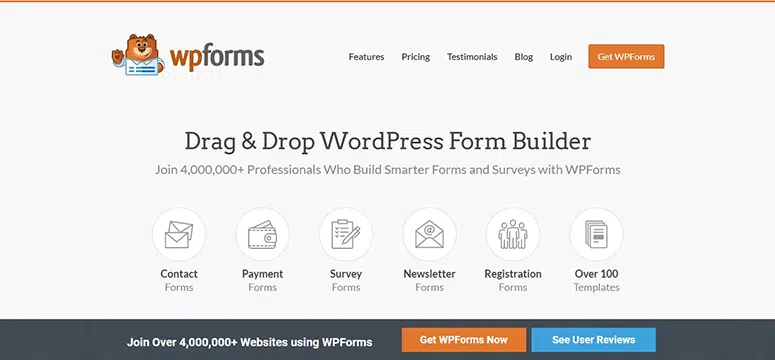 wpforms
Features Pricing Testimonials Blog Login Get WPForms
Drag & Drop WordPress Form Builder
Join 4,000,000+ Professionals Who Build Smarter Forms and Surveys with WPForms
@
Contact Payment Survey Newsletter Registration Over 100
Forms Forms Forms Forms Forms Templates
Join Over 4,000,000+ Websites using WPForms Get WPForms Now See User Reviews